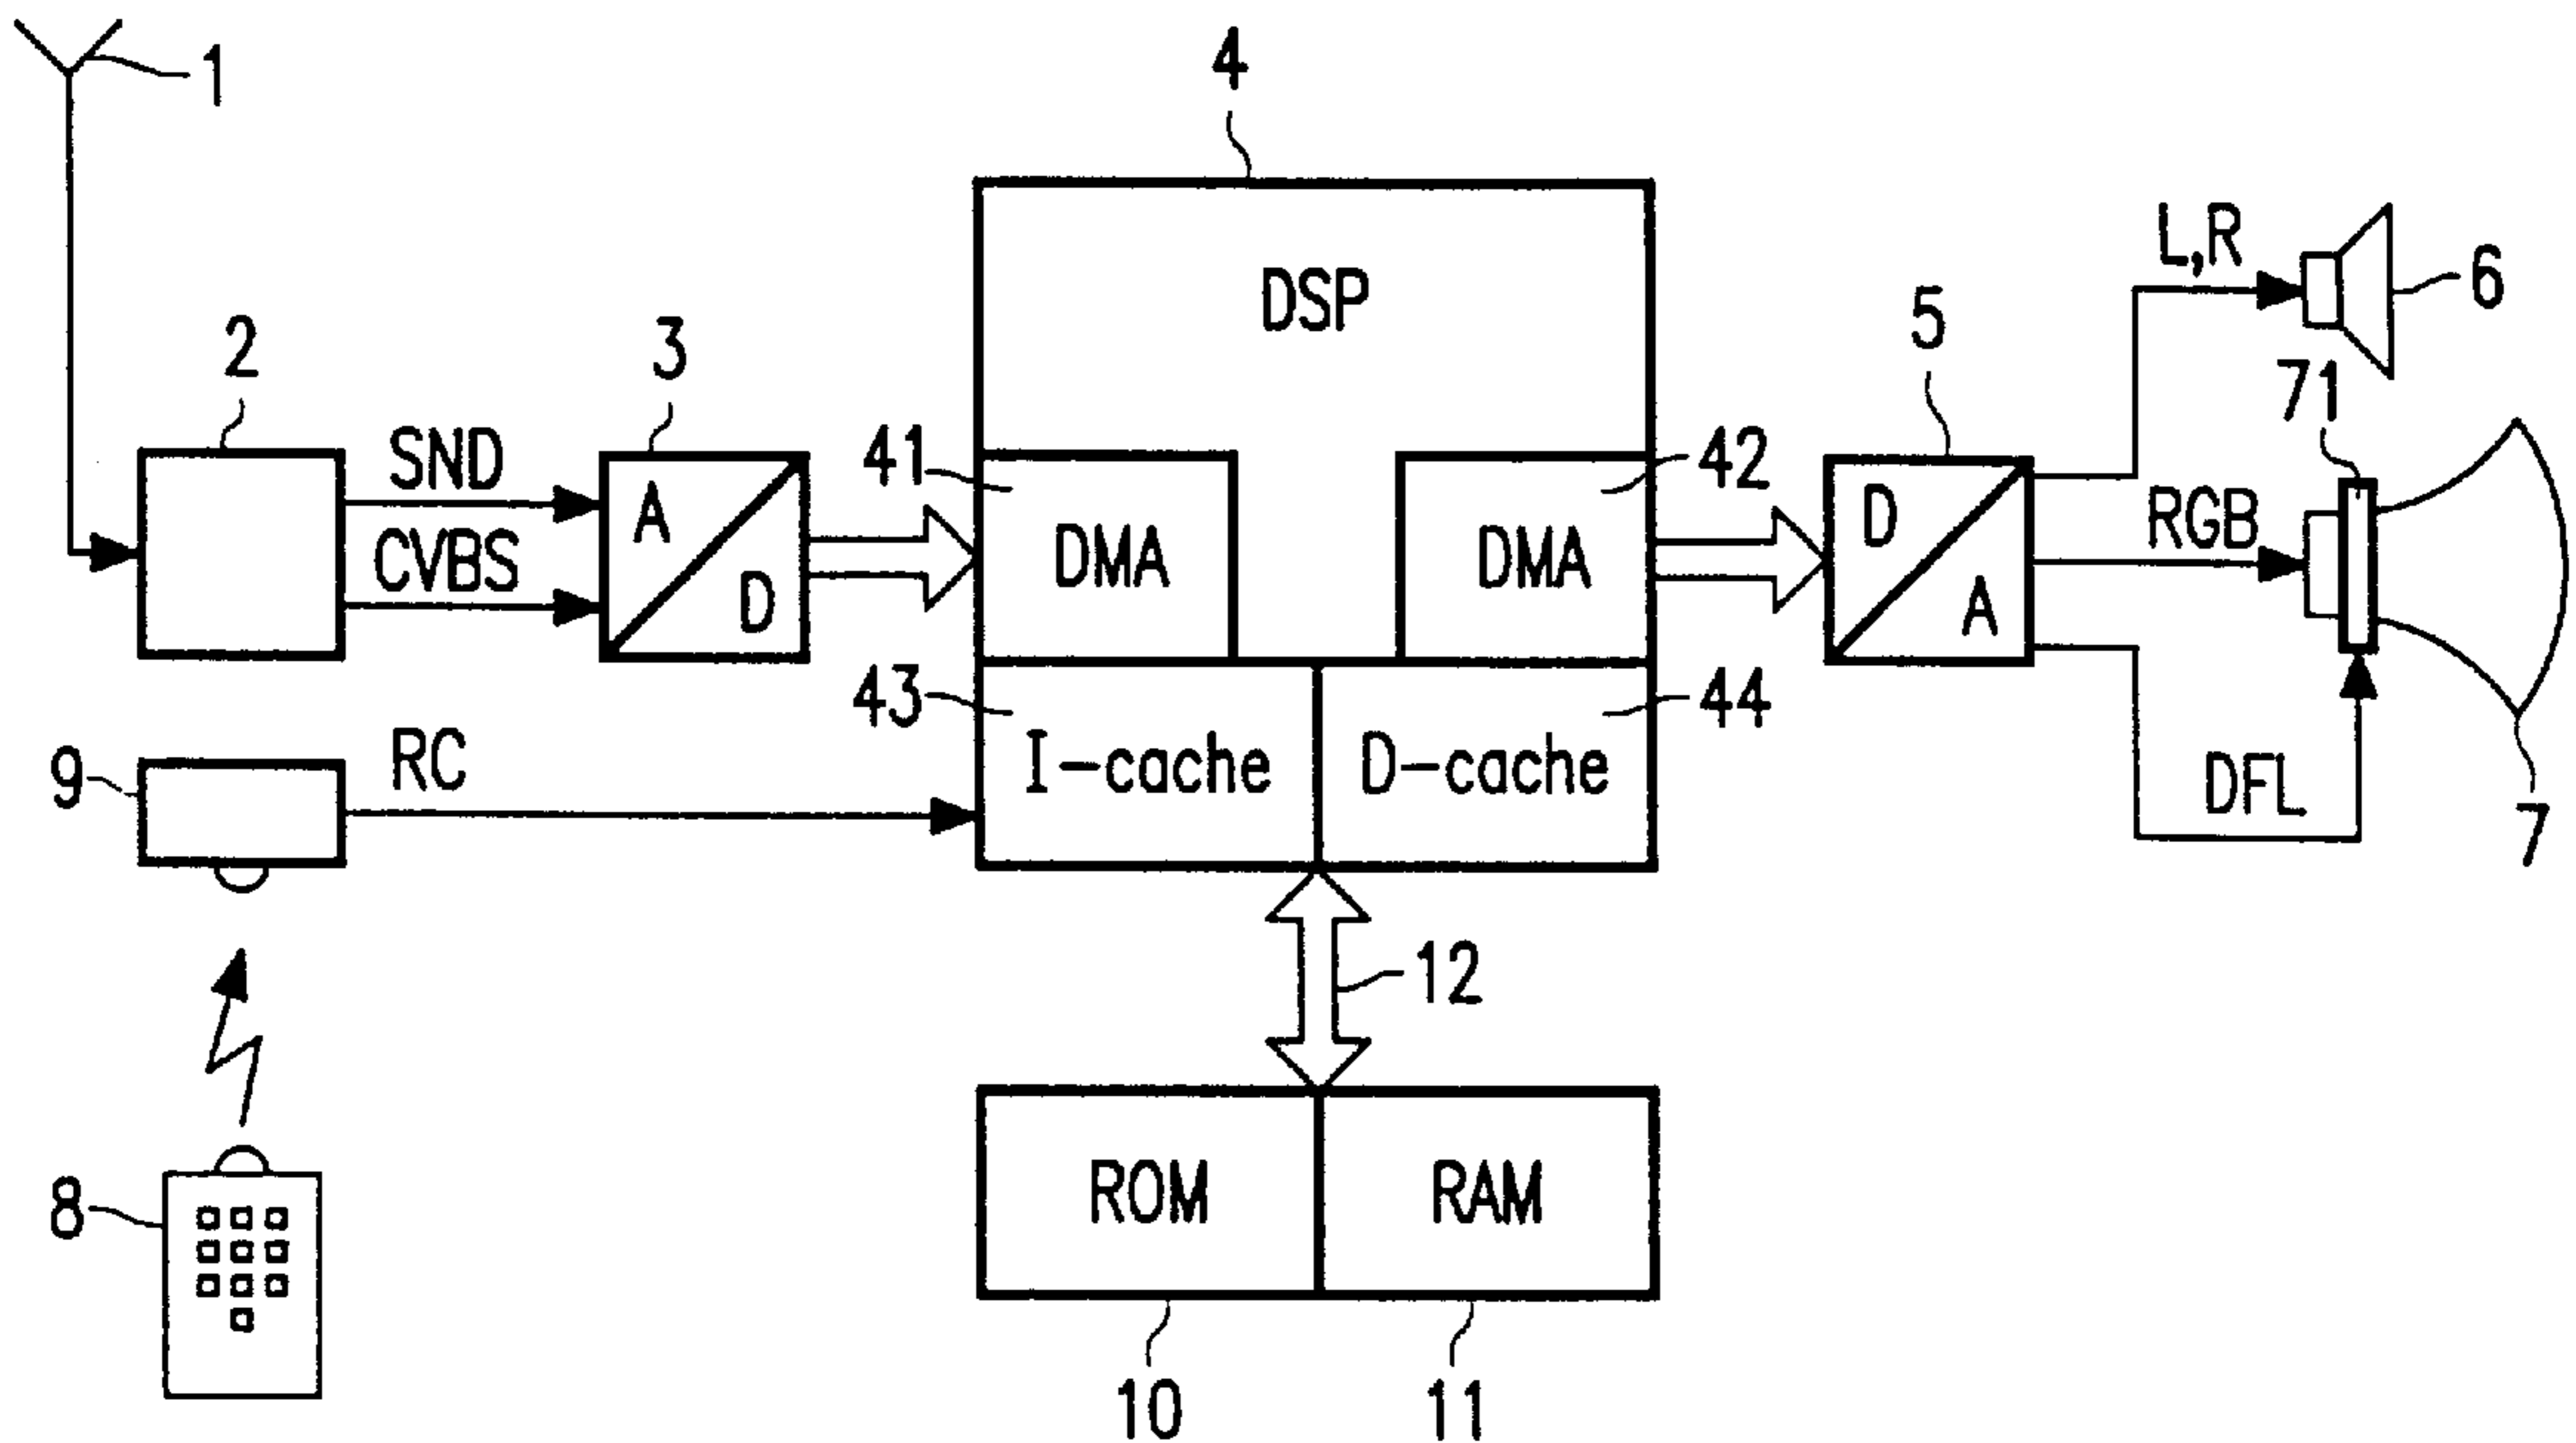 1
4
DSP
L,R
6
2
3
5
71
SND
41
42
A
D
RGB
CVBS
DMA
DMA
D
A
43
44
RC
9
I-cache
D-cache
DFL
7
12
8
ROM
RAM
10
11